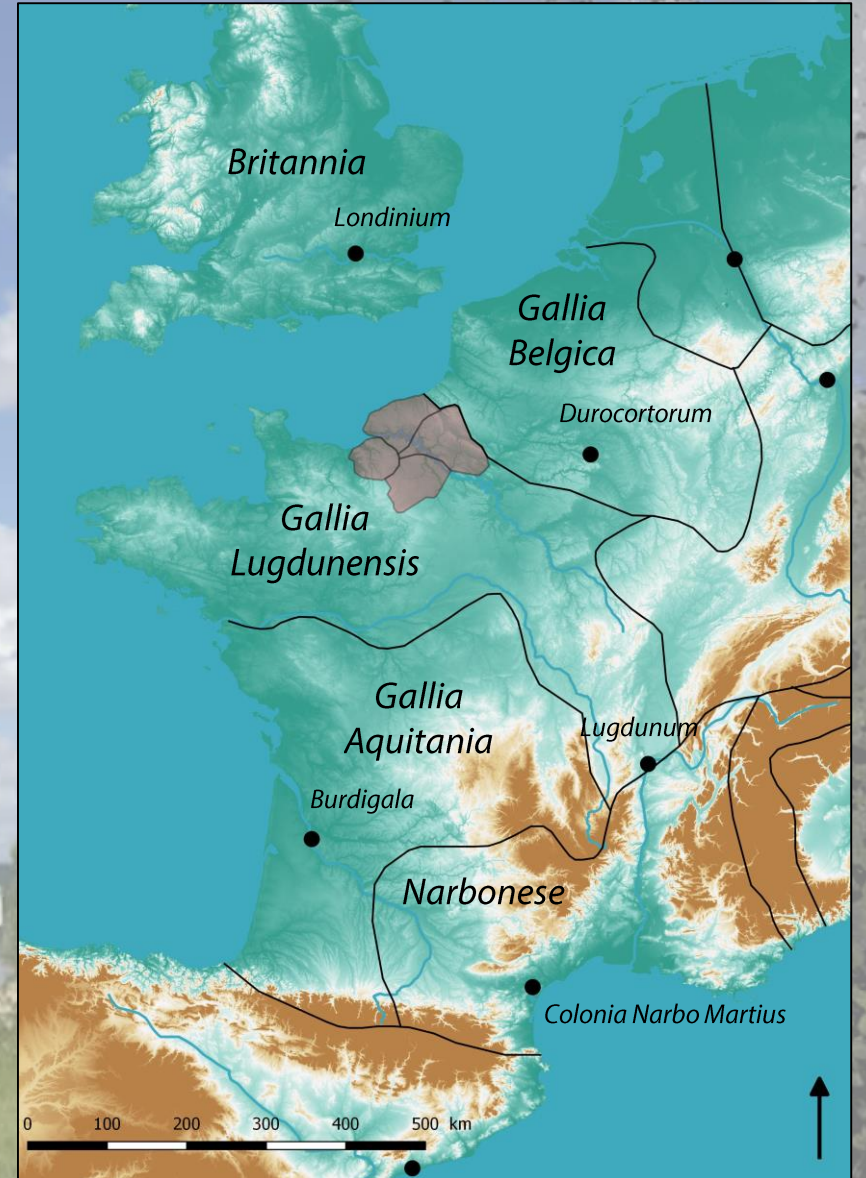 Britannia
Londinium
Gallia
Belgica
Durocortorum
Gallia
Lugdunensis
Gallia
Aquitania
Lugdunum
Burdigala
Narbonese
Colonia Narbo Martius
0 100 200 300 400 500 km